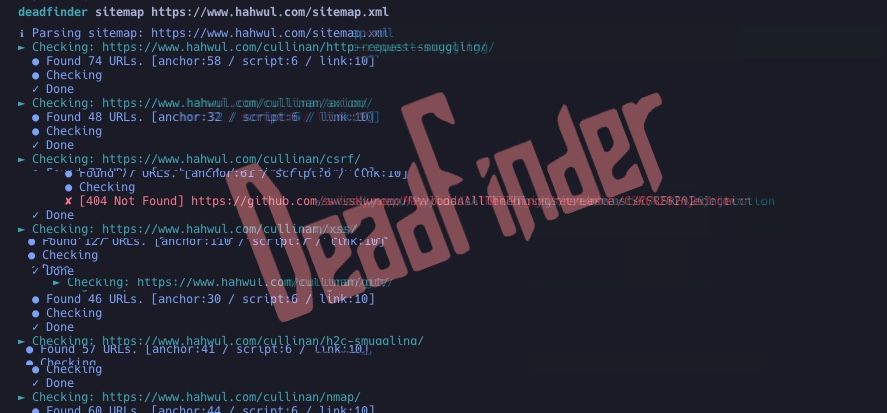 deadfinder sitemap https://www.hahwul.com/sitemap.xml
ℹ Parsing sitemap: https://www.hahwul.com/sitemap.xml
► Checking: https://www.hahwul.com/cullinan/http-request-smuggling/
● Found 74 URLs. [anchor:58 / script:6 / link:10]
● Checking
✓ Done
► Checking: https://www.hahwul.com/cullinan/axiom/
● Found 48 URLs. [anchor:32 / script:6 / link:10]
● Checking
✓ Done
► Checking: https://www.hahwul.com/cullinan/csrf/
● Found 77 URLs. [anchor:61 / script:6 / link:10]
● Checking
✘ [404 Not Found] https://github.com
✓ Done
► Checking: https://www.hahwul.com/cullinan/xss/
● Found 127 URLs. [anchor:110 / script:7 / link:10]
● Checking
✓ Done
► Checking: https://www.hahwul.com/cullinan/
● Found 46 URLs. [anchor:30 / script:6 / link:10]
● Checking
✓ Done
► Checking: https://www.hahwul.com/cullinan/h2c-smuggling/
● Found 57 URLs. [anchor:41 / script:6 / link:10]
● Checking
● Checking
✓ Done
► Checking: https://www.hahwul.com/cullinan/nmap/
● Found 60 URLs. [anchor:44 / script:6 / link:10]
DeadFinder